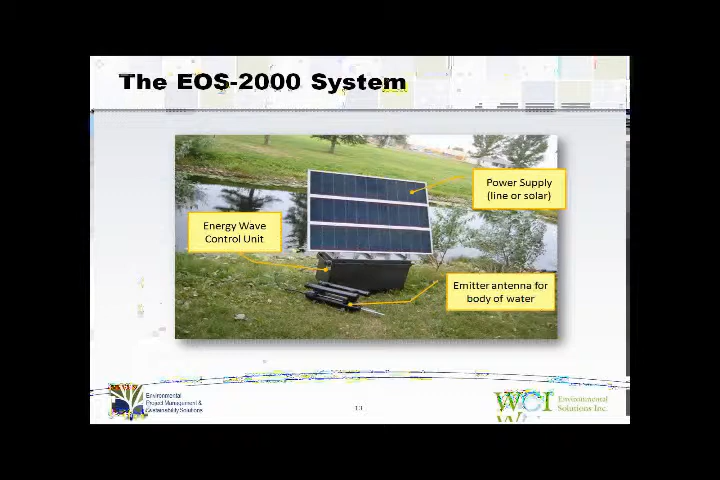 The EOS-2000 System
Power Supply
(line or solar)
Energy Wave
Control Unit
Emitter antenna for
body of water
Environmental
Project Management &
Sustainability Solutions
13
WCI
Environmental
Solutions Inc.